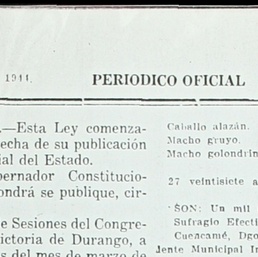 1944.
PERIODICO OFICIAL
.—Esta Ley comenza-
echa de su publicación
ial del Estado.
bernador Constitucio-
ondrá se publique, cir-
e Sesiones del Congre-
ictoria de Durango, a
s del mes de marzo de
Caballo alazán.
Macho gruyo.
Macho golondrin
27 veintisiete a
SON: Un mil
Sufragio Efecti
Cuencamé, Dgo
ente Municipal In